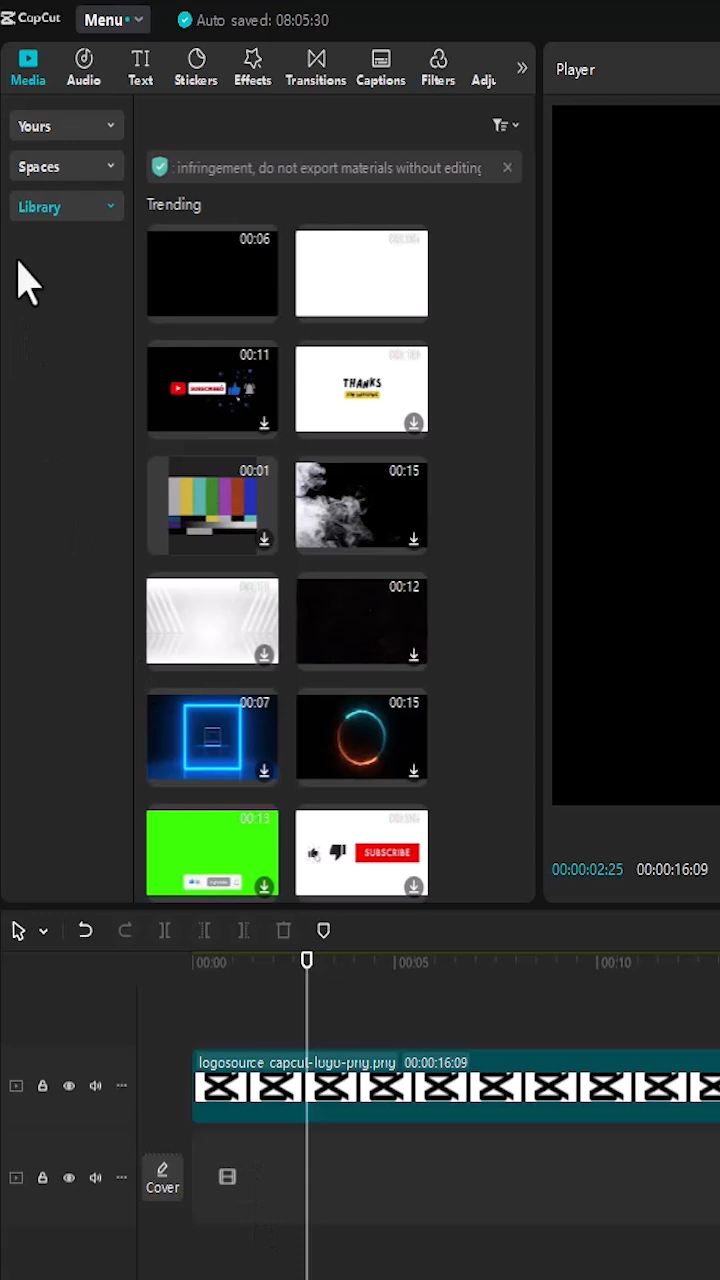 CapCut
Menu
Auto saved: 08:05:30
Media
Audio
Text
Stickers
Effects
Transitions
Captions
Filters
Adju
Player
Yours
Spaces
Library
: infringement, do not export materials without editing
Trending
00:06
00:11
SUBSCRIBED
THANKS
00:01
00:15
00:12
00:07
00:15
00:13
SUBSCRIBE
00:00:02:25
00:00:16:09
00:00
00:05
00:10
logosource capcut-logo-png.png
00:00:16:09
Cover